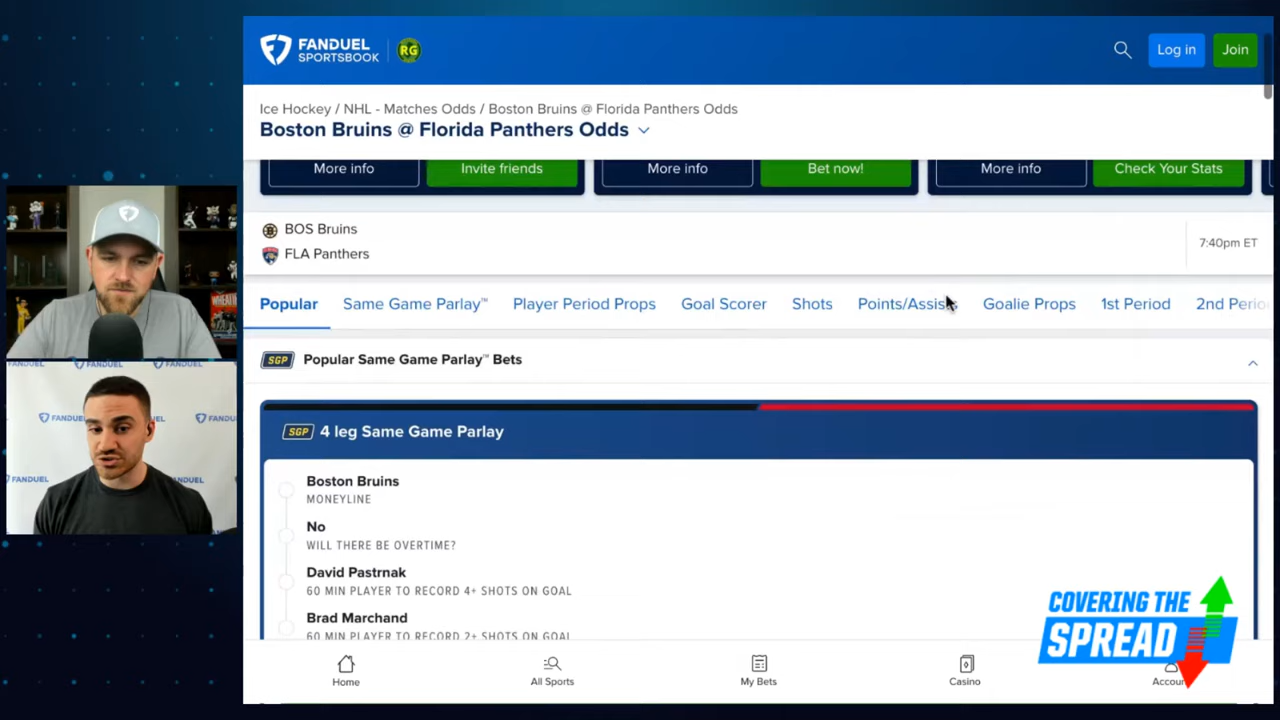 FANDUEL
SPORTSBOOK
RG
Log in
Join
Ice Hockey / NHL - Matches Odds / Boston Bruins @ Florida Panthers Odds
Boston Bruins @ Florida Panthers Odds
More info
Invite friends
More info
Bet now!
More info
Check Your Stats
BOS Bruins
FLA Panthers
7:40pm ET
Popular
Same Game Parlay™
Player Period Props
Goal Scorer
Shots
Points/Assis
Goalie Props
1st Period
2nd Perio
SGP Popular Same Game Parlay™ Bets
SGP 4 leg Same Game Parlay
Boston Bruins
MONEYLINE
No
WILL THERE BE OVERTIME?
David Pastrnak
60 MIN PLAYER TO RECORD 4+ SHOTS ON GOAL
Brad Marchand
60 MIN PLAYER TO RECORD 2+ SHOTS ON GOAL
Home
All Sports
My Bets
Casino
Accoun
COVERING THE
SPREAD
FANDUEL
FANDUEL
FANDUEL
FANDUEL